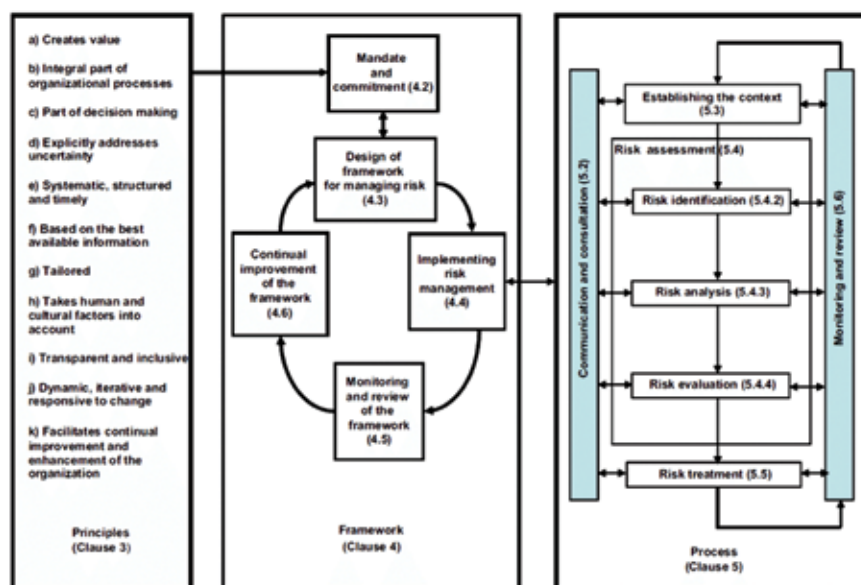 a) Creates value
b) Integral part of
organizational processes
c) Part of decision making
d) Explicitly addresses
uncertainty
e) Systematic, structured
and timely
f) Based on the best
available information
g) Tailored
h) Takes human and
cultural factors into
account
i) Transparent and inclusive
j) Dynamic, iterative and
responsive to change
k) Facilitates continual
improvement and
enhancement of the
organization
Principles
(Clause 3)
Mandate
and
commitment (4.2)
Design of
framework
for managing risk
(4.3)
Continual
improvement
of the
framework
(4.6)
Implementing
risk
management
(4.4)
Monitoring
and review
of the
framework
(4.5)
Framework
(Clause 4)
Communication and consultation (5.2)
Establishing the context
(5.3)
Risk assessment (5.4)
Risk identification (5.4.2)
Risk analysis (5.4.3)
Risk evaluation (5.4.4)
Risk treatment (5.5)
Monitoring and review (5.6)
Process
(Clause 5)